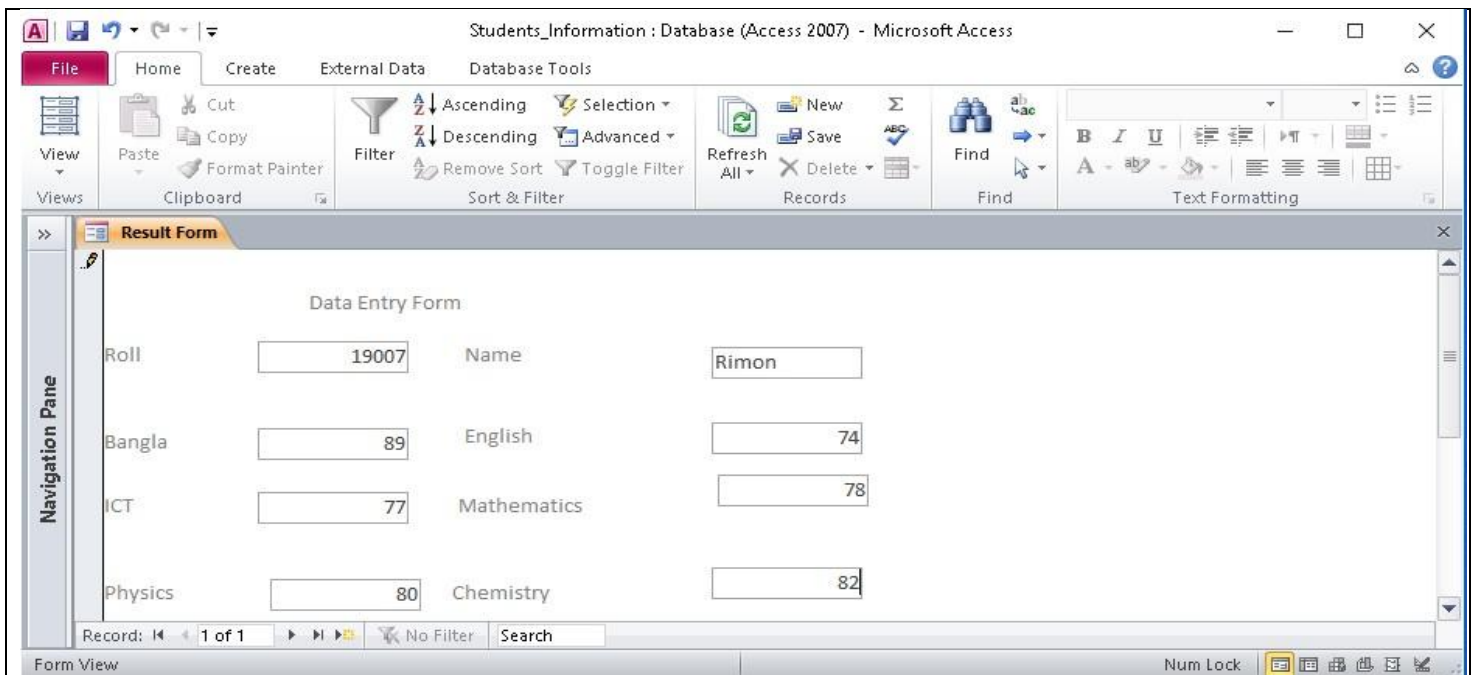 Students_Information : Database (Access 2007) - Microsoft Access
File Home Create External Data Database Tools
Cut Ascending Selection New
Copy Descending Advanced Save
View Paste Format Painter Filter Remove Sort Toggle Filter Refresh All Delete Find B I U
Views Clipboard Sort & Filter Records Find Text Formatting
Result Form
Navigation Pane
Data Entry Form
Roll 19007 Name Rimon
Bangla 89 English 74
ICT 77 Mathematics 78
Physics 80 Chemistry 82
Record: 1 of 1 No Filter Search
Form View Num Lock